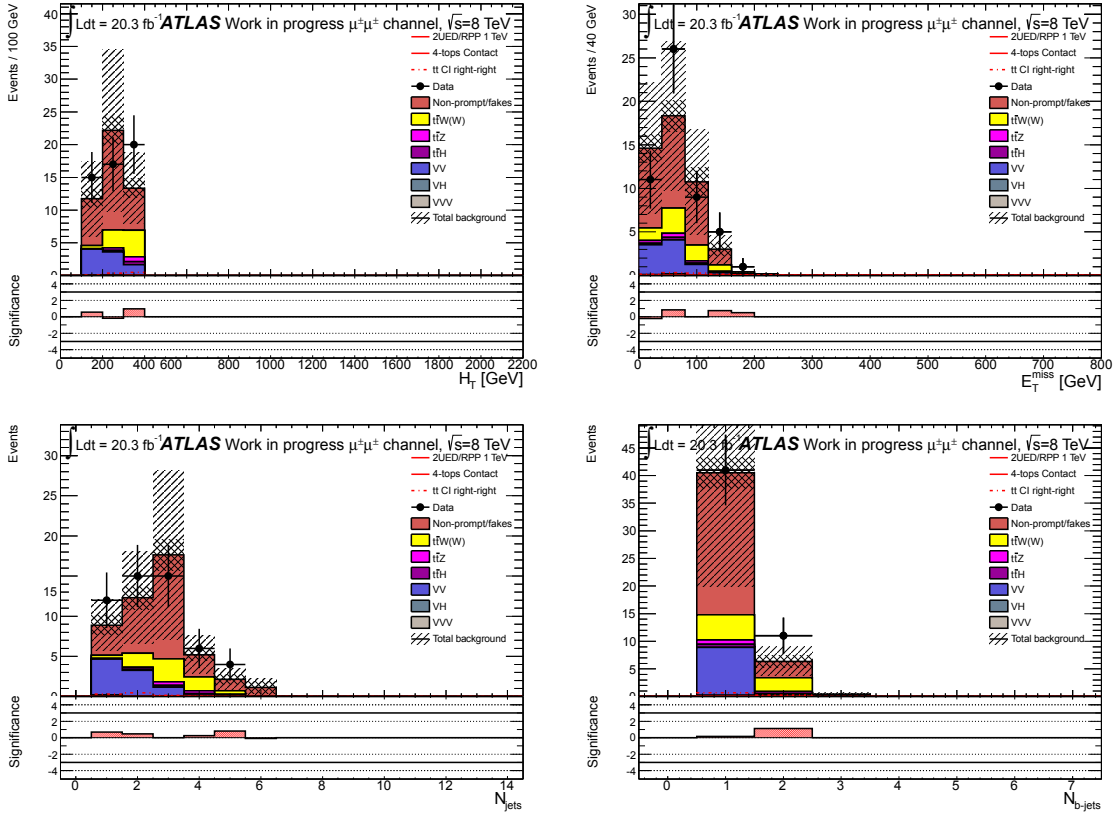 ∫Ldt = 20.3 fb⁻¹ ATLAS Work in progress μ±μ± channel, √s=8 TeV
Events / 100 GeV
40
35
30
25
20
15
10
5
0
2UED/RPP 1 TeV
4-tops Contact
tt CI right-right
Data
Non-prompt/fakes
tt̄W(W)
tt̄Z
tt̄H
VV
VH
VVV
Total background
Significance
4
2
0
-2
-4
0 200 400 600 800 1000 1200 1400 1600 1800 2000 2200
H_T [GeV]
∫Ldt = 20.3 fb⁻¹ ATLAS Work in progress μ±μ± channel, √s=8 TeV
Events / 40 GeV
30
25
20
15
10
5
0
2UED/RPP 1 TeV
4-tops Contact
tt CI right-right
Data
Non-prompt/fakes
tt̄W(W)
tt̄Z
tt̄H
VV
VH
VVV
Total background
Significance
4
2
0
-2
-4
0 100 200 300 400 500 600 700 800
E_T^miss [GeV]
∫Ldt = 20.3 fb⁻¹ ATLAS Work in progress μ±μ± channel, √s=8 TeV
Events
30
25
20
15
10
5
0
2UED/RPP 1 TeV
4-tops Contact
tt CI right-right
Data
Non-prompt/fakes
tt̄W(W)
tt̄Z
tt̄H
VV
VH
VVV
Total background
Significance
4
2
0
-2
-4
0 2 4 6 8 10 12 14
N_jets
∫Ldt = 20.3 fb⁻¹ ATLAS Work in progress μ±μ± channel, √s=8 TeV
Events
45
40
35
30
25
20
15
10
5
0
2UED/RPP 1 TeV
4-tops Contact
tt CI right-right
Data
Non-prompt/fakes
tt̄W(W)
tt̄Z
tt̄H
VV
VH
VVV
Total background
Significance
4
2
0
-2
-4
0 1 2 3 4 5 6 7
N_b-jets